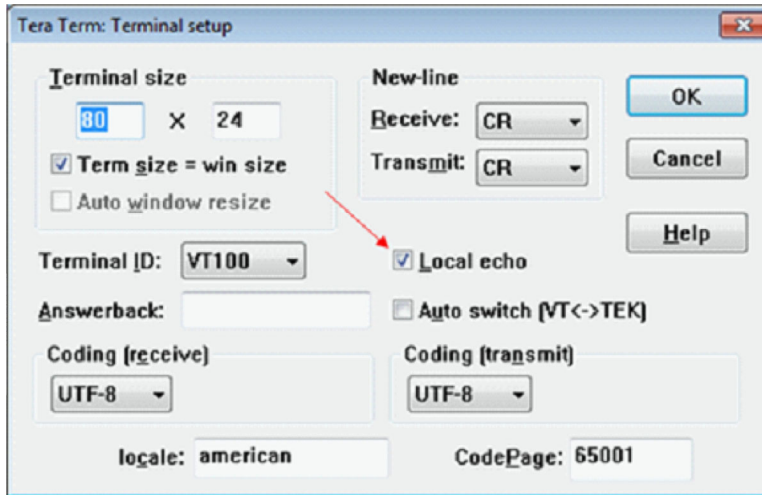 Tera Term: Terminal setup
Terminal size
80 X 24
Term size = win size
Auto window resize
New-line
Receive: CR
Transmit: CR
OK
Cancel
Help
Terminal ID: VT100
Local echo
Answerback:
Auto switch (VT<->TEK)
Coding (receive)
UTF-8
Coding (transmit)
UTF-8
locale: american
CodePage: 65001